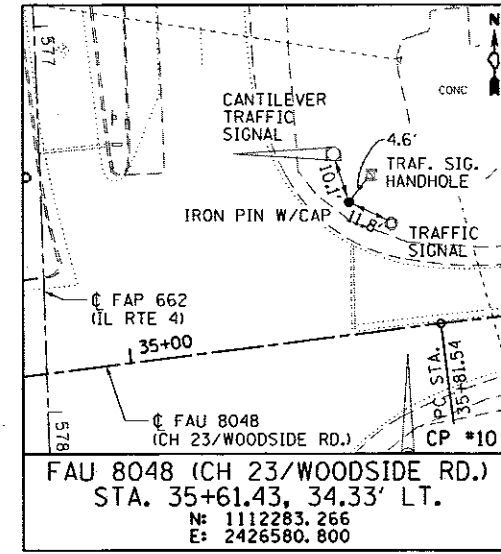 N
577
CONC
CANTILEVER
TRAFFIC
SIGNAL
4.6'
TRAF. SIG.
HANDHOLE
10.1'
IRON PIN W/CAP
11.8'
TRAFFIC
SIGNAL
℄ FAP 662
(IL RTE 4)
35+00
PC STA.
35+81.54
578
℄ FAU 8048
(CH 23/WOODSIDE RD.)
CP #10
FAU 8048 (CH 23/WOODSIDE RD.)
STA. 35+61.43, 34.33' LT.
N: 1112283.266
E: 2426580.800